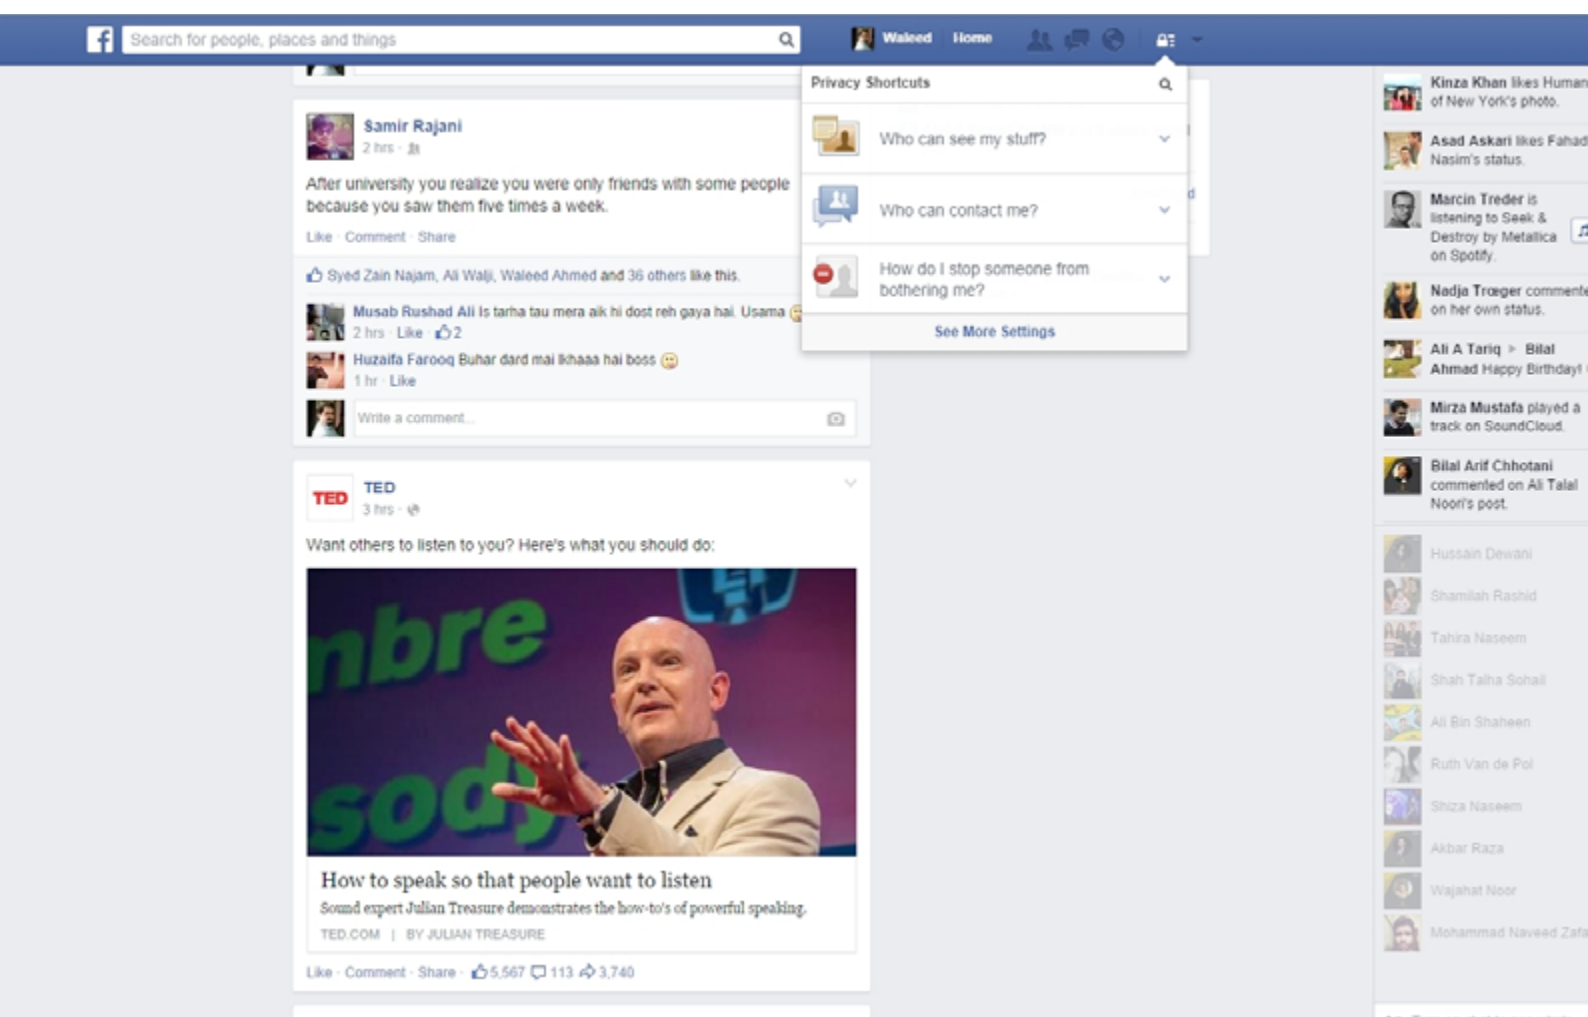 Search for people, places and things
Waleed Home
Privacy Shortcuts
Who can see my stuff?
Who can contact me?
How do I stop someone from
bothering me?
See More Settings
Samir Rajani
2 hrs ·
After university you realize you were only friends with some people
because you saw them five times a week.
Like · Comment · Share
Syed Zain Najam, Ali Walji, Waleed Ahmed and 36 others like this.
Musab Rushad Ali Is tarha tau mera aik hi dost reh gaya hai. Usama
2 hrs · Like · 2
Huzaifa Farooq Buhar dard mai lkhaaa hai boss
1 hr · Like
Write a comment...
TED
TED
3 hrs ·
Want others to listen to you? Here's what you should do:
mbre
sody
How to speak so that people want to listen
Sound expert Julian Treasure demonstrates the how-to's of powerful speaking.
TED.COM | BY JULIAN TREASURE
Like · Comment · Share · 5,567 113 3,740
Kinza Khan likes Human
of New York's photo.
Asad Askari likes Fahad
Nasim's status.
Marcin Treder is
listening to Seek &
Destroy by Metallica
on Spotify.
Nadja Trœger commente
on her own status.
Ali A Tariq ▸ Bilal
Ahmad Happy Birthday!
Mirza Mustafa played a
track on SoundCloud.
Bilal Arif Chhotani
commented on Ali Talal
Noori's post.
Hussain Dewani
Shamilah Rashid
Tahira Naseem
Shah Talha Sohail
Ali Bin Shaheen
Ruth Van de Pol
Shiza Naseem
Akbar Raza
Wajahat Noor
Mohammad Naveed Zafa